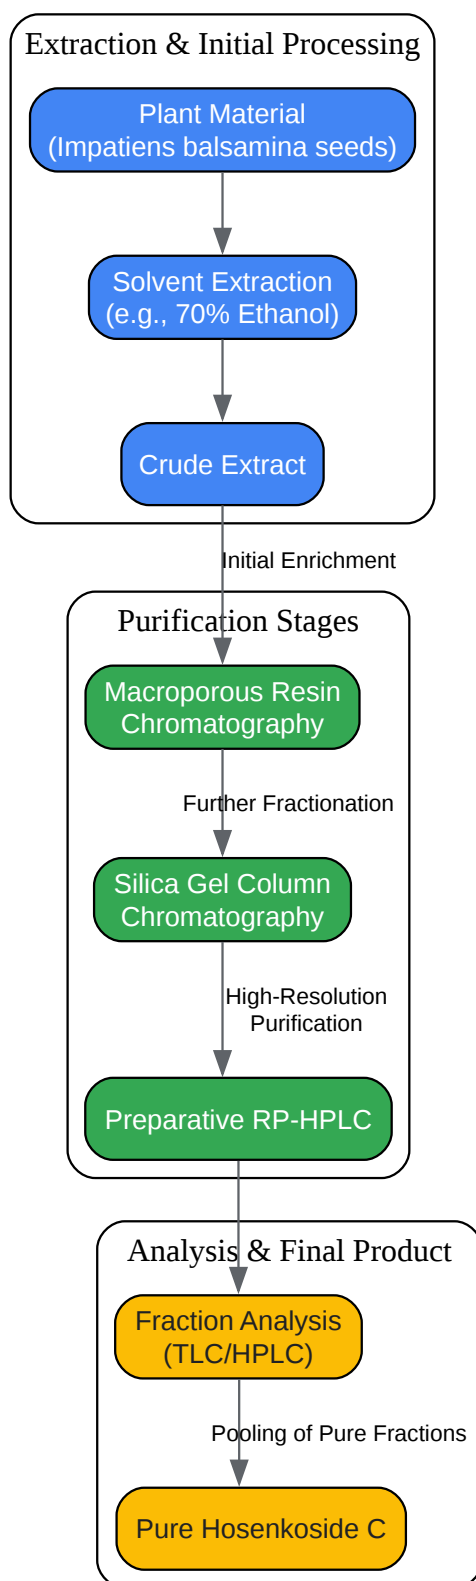 Extraction & Initial Processing
Plant Material
(Impatiens balsamina seeds)
Solvent Extraction
(e.g., 70% Ethanol)
Crude Extract
Initial Enrichment
Purification Stages
Macroporous Resin
Chromatography
Further Fractionation
Silica Gel Column
Chromatography
High-Resolution
Purification
Preparative RP-HPLC
Analysis & Final Product
Fraction Analysis
(TLC/HPLC)
Pooling of Pure Fractions
Pure Hosenkoside C